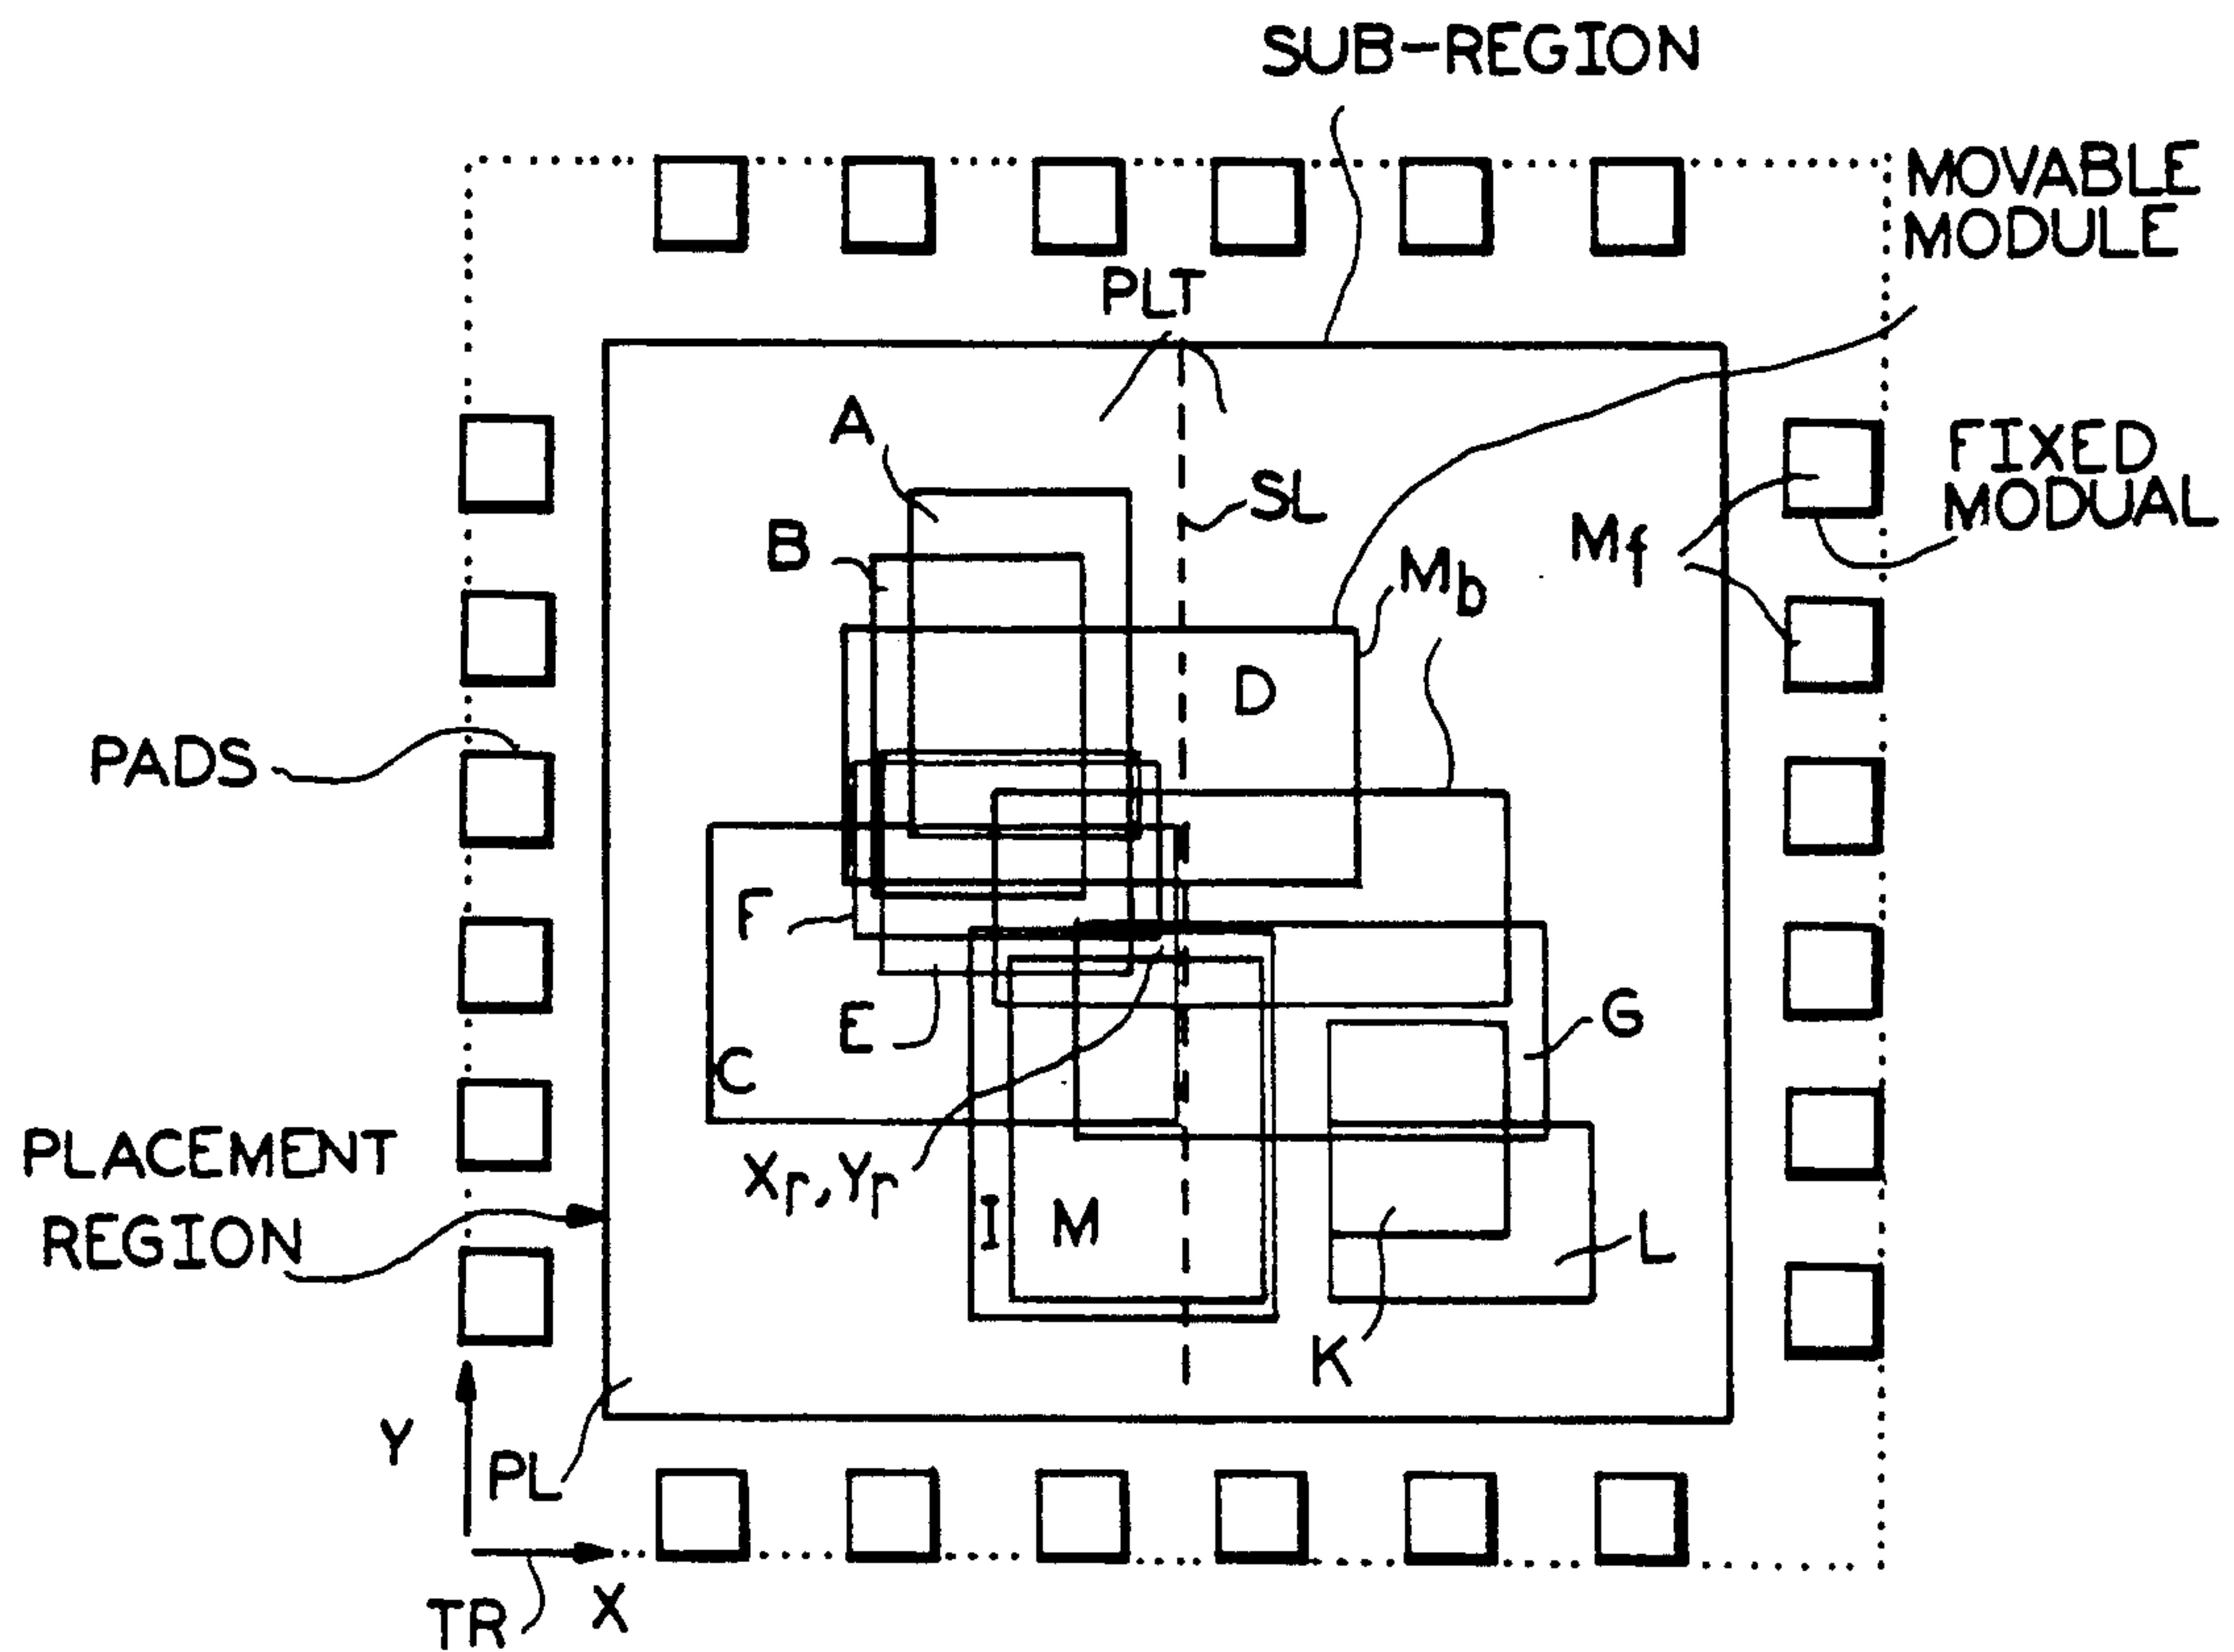 SUB-REGION
MOVABLE
MODULE
PLT
A
FIXED
MODUAL
SL
B
Mf
Mb
D
PADS
F
E
G
C
PLACEMENT
REGION
Xr,Yr
I
M
L
K
Y
PL
X
TR